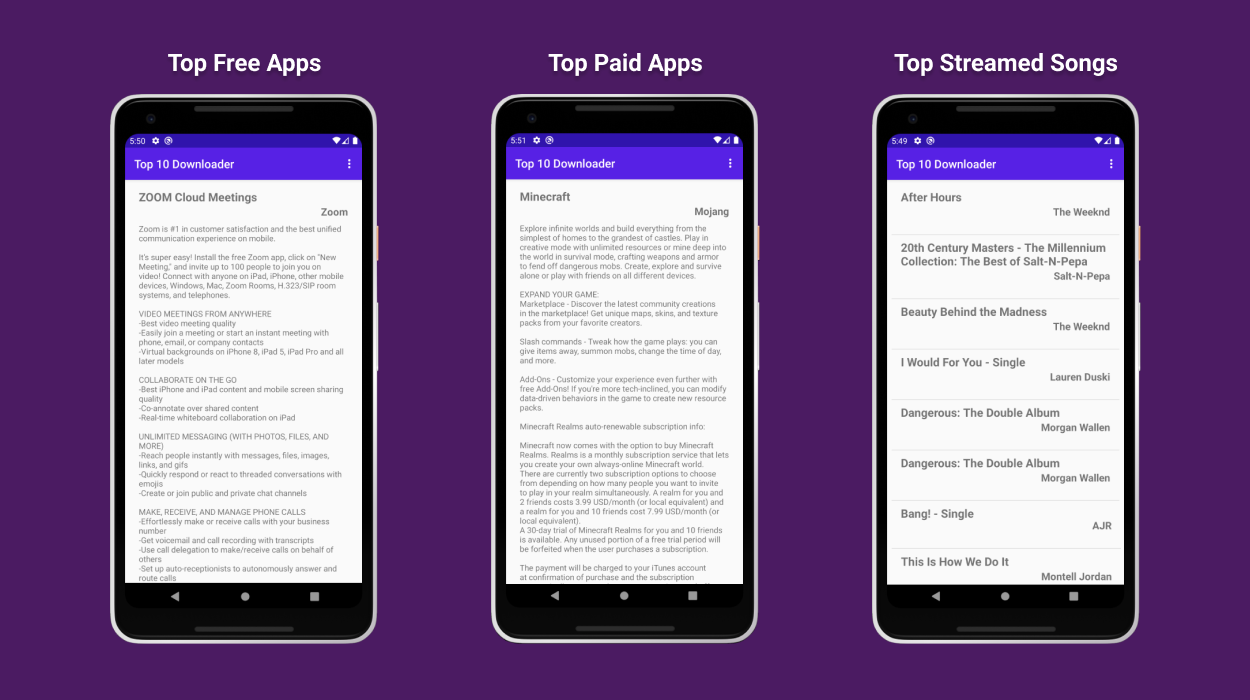 Top Free Apps
5:50
Top 10 Downloader
ZOOM Cloud Meetings
Zoom
Zoom is #1 in customer satisfaction and the best unified
communication experience on mobile.
It's super easy! Install the free Zoom app, click on "New
Meeting," and invite up to 100 people to join you on
video! Connect with anyone on iPad, iPhone, other mobile
devices, Windows, Mac, Zoom Rooms, H.323/SIP room
systems, and telephones.
VIDEO MEETINGS FROM ANYWHERE
-Best video meeting quality
-Easily join a meeting or start an instant meeting with
phone, email, or company contacts
-Virtual backgrounds on iPhone 8, iPad 5, iPad Pro and all
later models
COLLABORATE ON THE GO
-Best iPhone and iPad content and mobile screen sharing
quality
-Co-annotate over shared content
-Real-time whiteboard collaboration on iPad
UNLIMITED MESSAGING (WITH PHOTOS, FILES, AND
MORE)
-Reach people instantly with messages, files, images,
links, and gifs
-Quickly respond or react to threaded conversations with
emojis
-Create or join public and private chat channels
MAKE, RECEIVE, AND MANAGE PHONE CALLS
-Effortlessly make or receive calls with your business
number
-Get voicemail and call recording with transcripts
-Use call delegation to make/receive calls on behalf of
others
-Set up auto-receptionists to autonomously answer and
route calls
Top Paid Apps
5:51
Top 10 Downloader
Minecraft
Mojang
Explore infinite worlds and build everything from the
simplest of homes to the grandest of castles. Play in
creative mode with unlimited resources or mine deep into
the world in survival mode, crafting weapons and armor
to fend off dangerous mobs. Create, explore and survive
alone or play with friends on all different devices.
EXPAND YOUR GAME:
Marketplace - Discover the latest community creations
in the marketplace! Get unique maps, skins, and texture
packs from your favorite creators.
Slash commands - Tweak how the game plays: you can
give items away, summon mobs, change the time of day,
and more.
Add-Ons - Customize your experience even further with
free Add-Ons! If you're more tech-inclined, you can modify
data-driven behaviors in the game to create new resource
packs.
Minecraft Realms auto-renewable subscription info:
Minecraft now comes with the option to buy Minecraft
Realms. Realms is a monthly subscription service that lets
you create your own always-online Minecraft world.
There are currently two subscription options to choose
from depending on how many people you want to invite
to play in your realm simultaneously. A realm for you and
2 friends costs 3.99 USD/month (or local equivalent) and
a realm for you and 10 friends cost 7.99 USD/month (or
local equivalent).
A 30-day trial of Minecraft Realms for you and 10 friends
is available. Any unused portion of a free trial period will
be forfeited when the user purchases a subscription.
The payment will be charged to your iTunes account
at confirmation of purchase and the subscription
Top Streamed Songs
5:49
Top 10 Downloader
After Hours
The Weeknd
20th Century Masters - The Millennium
Collection: The Best of Salt-N-Pepa
Salt-N-Pepa
Beauty Behind the Madness
The Weeknd
I Would For You - Single
Lauren Duski
Dangerous: The Double Album
Morgan Wallen
Dangerous: The Double Album
Morgan Wallen
Bang! - Single
AJR
This Is How We Do It
Montell Jordan